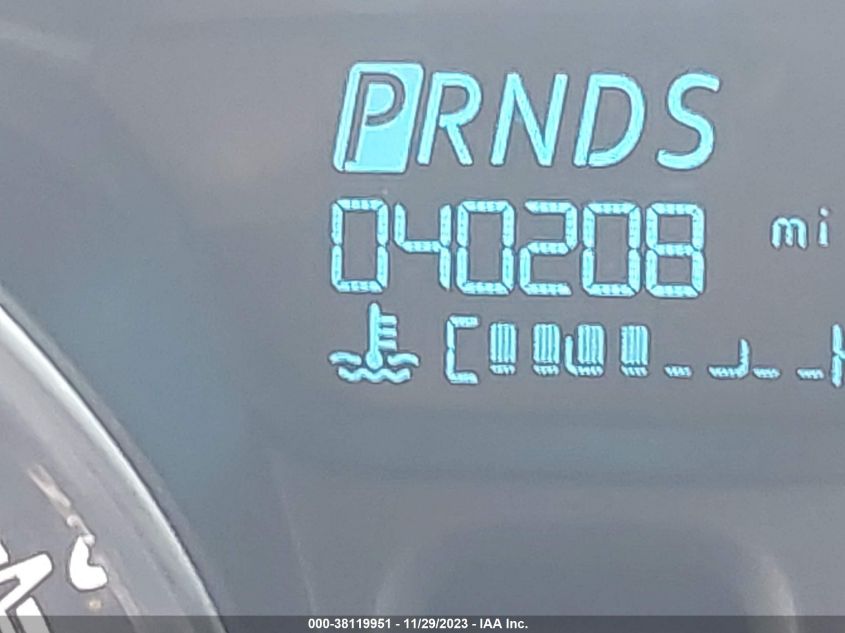 PRNDS
040208 mi
C H
000-38119951 - 11/29/2023 - IAA Inc.